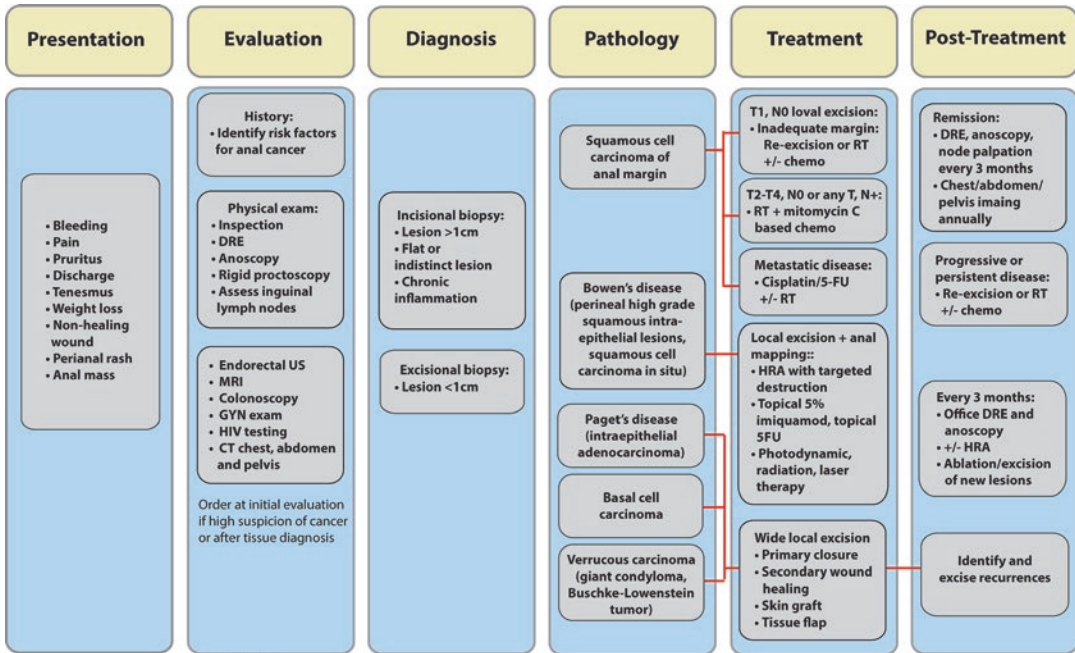 Presentation
Evaluation
Diagnosis
Pathology
Treatment
Post-Treatment
• Bleeding
• Pain
• Pruritus
• Discharge
• Tenesmus
• Weight loss
• Non-healing
wound
• Perianal rash
• Anal mass
History:
• Identify risk factors
for anal cancer
Physical exam:
• Inspection
• DRE
• Anoscopy
• Rigid proctoscopy
• Assess inguinal
lymph nodes
• Endorectal US
• MRI
• Colonoscopy
• GYN exam
• HIV testing
• CT chest, abdomen
and pelvis
Order at initial evaluation
if high suspicion of cancer
or after tissue diagnosis
Incisional biopsy:
• Lesion >1cm
• Flat or
indistinct lesion
• Chronic
inflammation
Excisional biopsy:
• Lesion <1cm
Squamous cell
carcinoma of
anal margin
Bowen's disease
(perineal high grade
squamous intra-
epithelial lesions,
squamous cell
carcinoma in situ)
Paget's disease
(intraepithelial
adenocarcinoma)
Basal cell
carcinoma
Verrucous carcinoma
(giant condyloma,
Buschke-Lowenstein
tumor)
T1, N0 loval excision:
• Inadequate margin:
Re-excision or RT
+/- chemo
T2-T4, N0 or any T, N+:
• RT + mitomycin C
based chemo
Metastatic disease:
• Cisplatin/5-FU
+/- RT
Local excision + anal
mapping::
• HRA with targeted
destruction
• Topical 5%
imiquamod, topical
5FU
• Photodynamic,
radiation, laser
therapy
Wide local excision
• Primary closure
• Secondary wound
healing
• Skin graft
• Tissue flap
Remission:
• DRE, anoscopy,
node palpation
every 3 months
• Chest/abdomen/
pelvis imaing
annually
Progressive or
persistent disease:
• Re-excision or RT
+/- chemo
Every 3 months:
• Office DRE and
anoscopy
• +/- HRA
• Ablation/excision
of new lesions
Identify and
excise recurrences